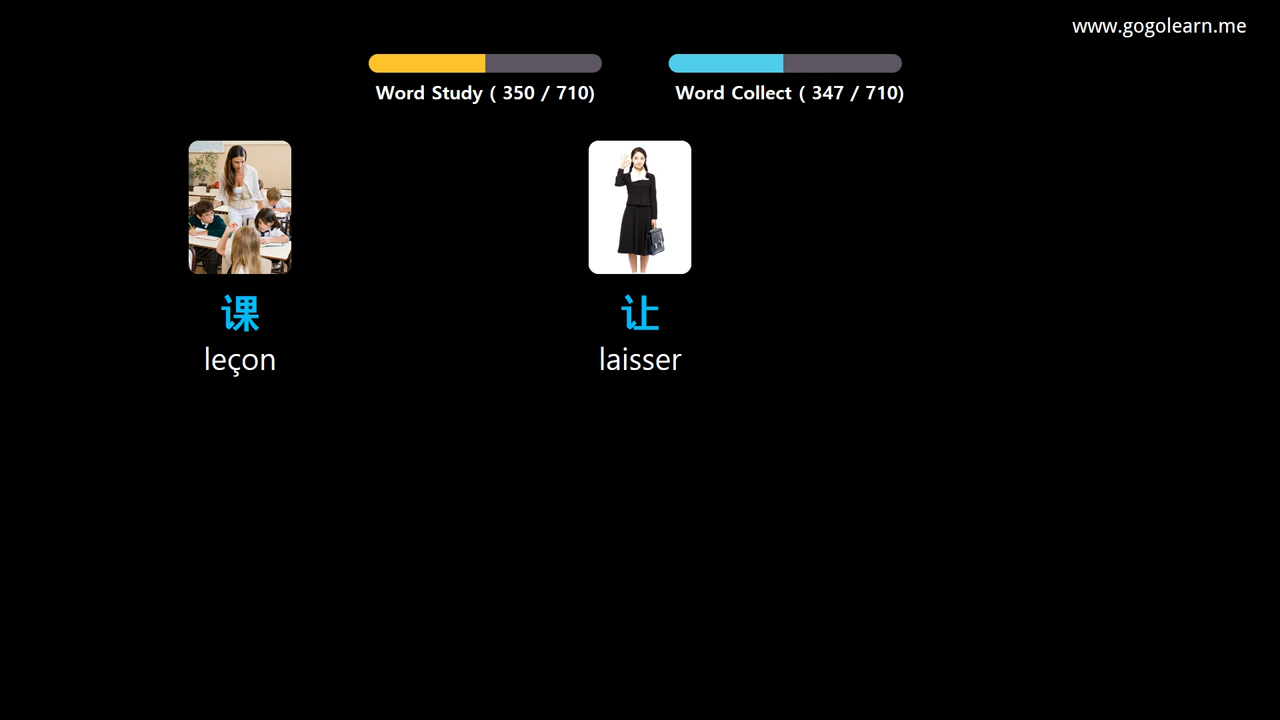 www.gogolearn.me
Word Study ( 350 / 710)
Word Collect ( 347 / 710)
课
leçon
让
laisser